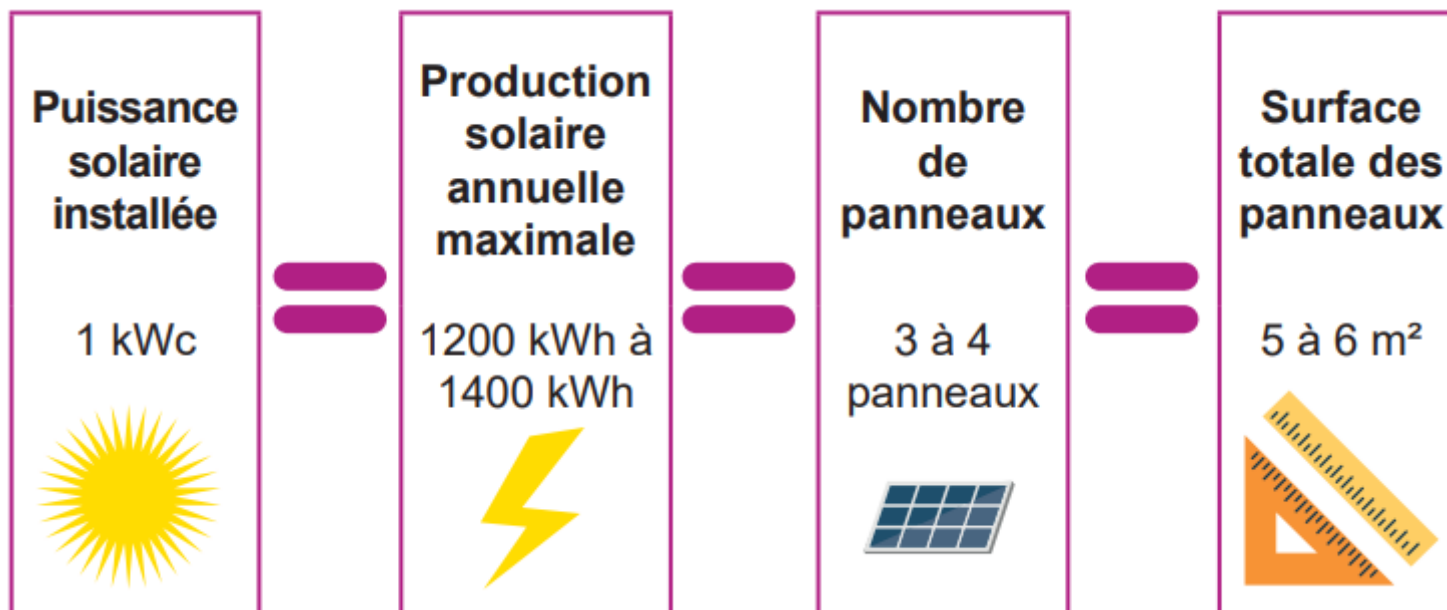 Puissance
solaire
installée
1 kWc
Production
solaire
annuelle
maximale
1200 kWh à
1400 kWh
Nombre
de
panneaux
3 à 4
panneaux
Surface
totale des
panneaux
5 à 6 m²